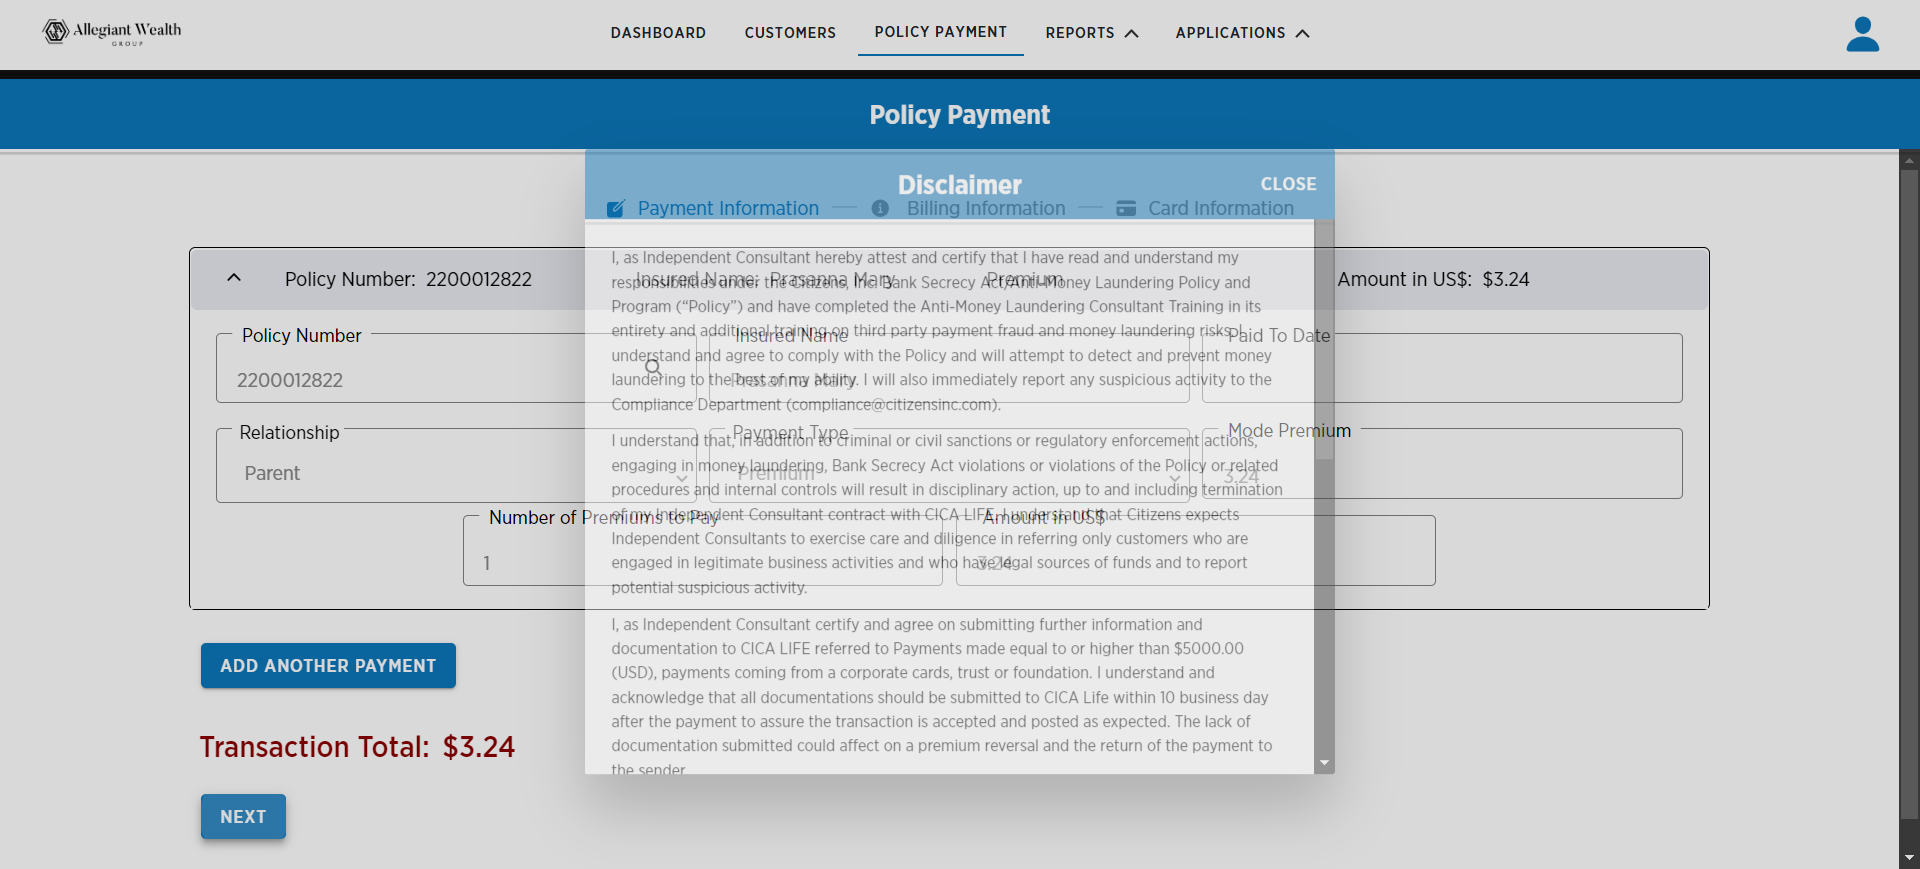 Allegiant Wealth
GROUP
DASHBOARD
CUSTOMERS
POLICY PAYMENT
REPORTS
APPLICATIONS
Policy Payment
Disclaimer
CLOSE
Payment Information
Billing Information
Card Information
I, as Independent Consultant hereby attest and certify that I have read and understand my
responsibilities under the Citizens, Inc. Bank Secrecy Act/Anti-Money Laundering Policy and
Program (“Policy”) and have completed the Anti-Money Laundering Consultant Training in its
entirety and additional training on third party payment fraud and money laundering risks. I
understand and agree to comply with the Policy and will attempt to detect and prevent money
laundering to the best of my ability. I will also immediately report any suspicious activity to the
Compliance Department (compliance@citizensinc.com).
I understand that, in addition to criminal or civil sanctions or regulatory enforcement actions,
engaging in money laundering, Bank Secrecy Act violations or violations of the Policy or related
procedures and internal controls will result in disciplinary action, up to and including termination
of my Independent Consultant contract with CICA LIFE. I understand that Citizens expects
Independent Consultants to exercise care and diligence in referring only customers who are
engaged in legitimate business activities and who have legal sources of funds and to report
potential suspicious activity.
I, as Independent Consultant certify and agree on submitting further information and
documentation to CICA LIFE referred to Payments made equal to or higher than $5000.00
(USD), payments coming from a corporate cards, trust or foundation. I understand and
acknowledge that all documentations should be submitted to CICA Life within 10 business day
after the payment to assure the transaction is accepted and posted as expected. The lack of
documentation submitted could affect on a premium reversal and the return of the payment to
the sender
Policy Number: 2200012822
Insured Name: Prasanna Mary
Premium
Amount in US$: $3.24
Policy Number
2200012822
Insured Name
Prasanna Mary
Paid To Date
Relationship
Parent
Payment Type
Premium
Mode Premium
3.24
Number of Premiums to Pay
1
Amount in US$
3.24
ADD ANOTHER PAYMENT
Transaction Total: $3.24
NEXT